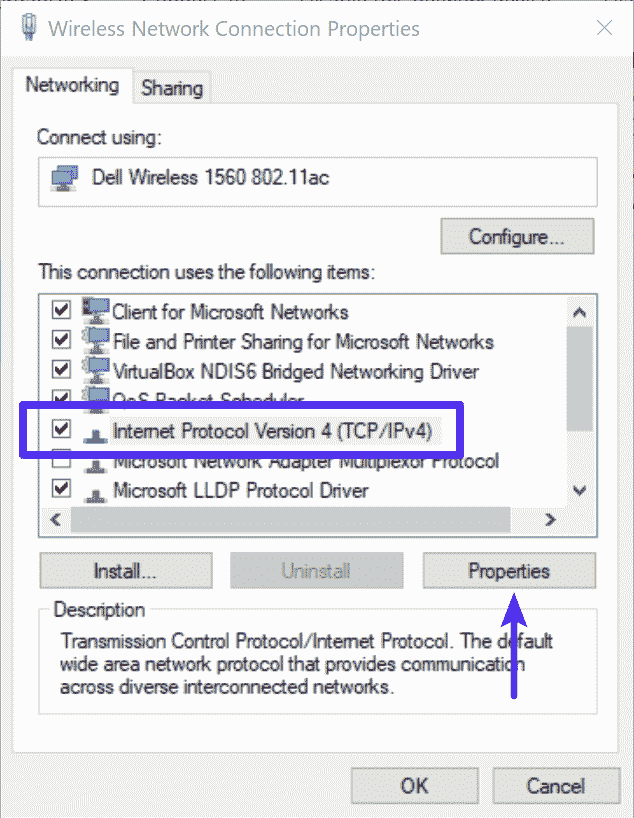 Wireless Network Connection Properties
Networking
Sharing
Connect using:
Dell Wireless 1560 802.11ac
Configure...
This connection uses the following items:
Client for Microsoft Networks
File and Printer Sharing for Microsoft Networks
VirtualBox NDIS6 Bridged Networking Driver
QoS Packet Scheduler
Internet Protocol Version 4 (TCP/IPv4)
Microsoft Network Adapter Multiplexor Protocol
Microsoft LLDP Protocol Driver
Install...
Uninstall
Properties
Description
Transmission Control Protocol/Internet Protocol. The default
wide area network protocol that provides communication
across diverse interconnected networks.
OK
Cancel